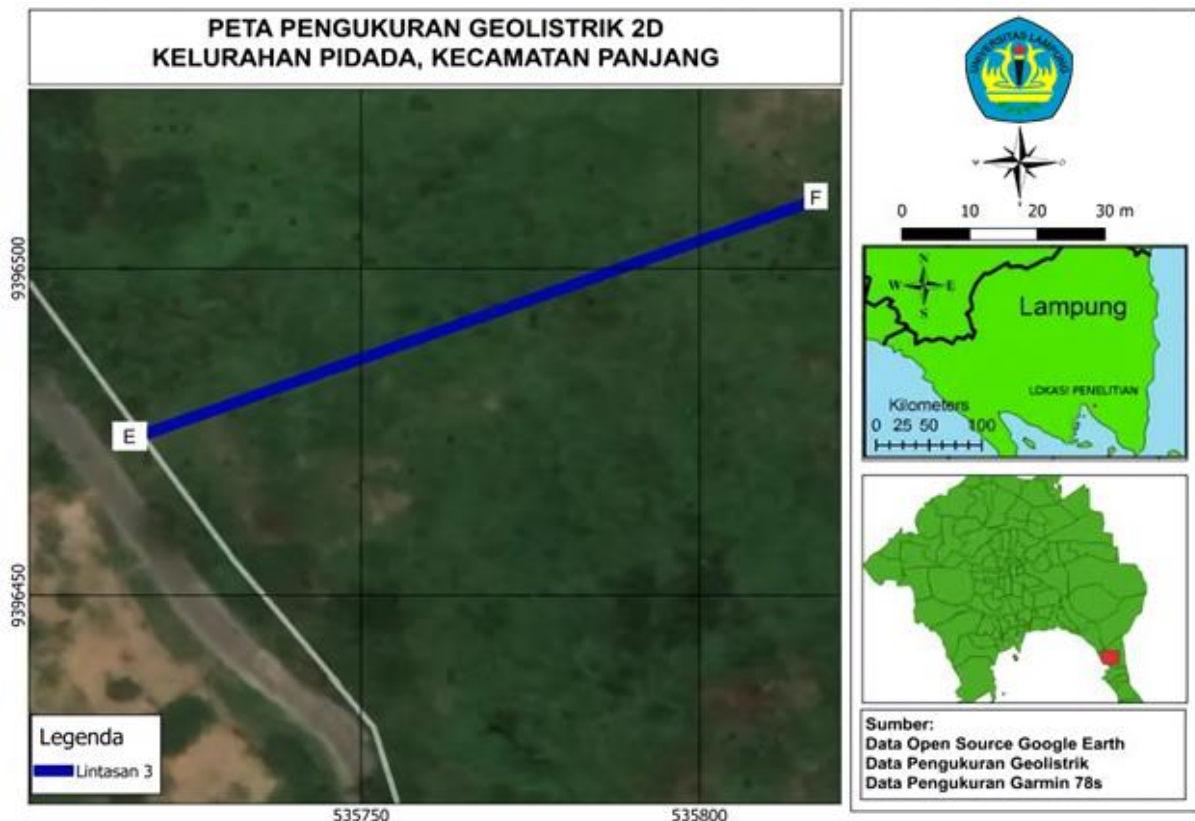 PETA PENGUKURAN GEOLISTRIK 2D
KELURAHAN PIDADA, KECAMATAN PANJANG
F
E
9396500
9396450
535750
535800
Legenda
Lintasan 3
UNIVERSITAS LAMPUNG
0 10 20 30 m
N
W E
S
Lampung
LOKASI PENELITIAN
Kilometers
0 25 50 100
Sumber:
Data Open Source Google Earth
Data Pengukuran Geolistrik
Data Pengukuran Garmin 78s